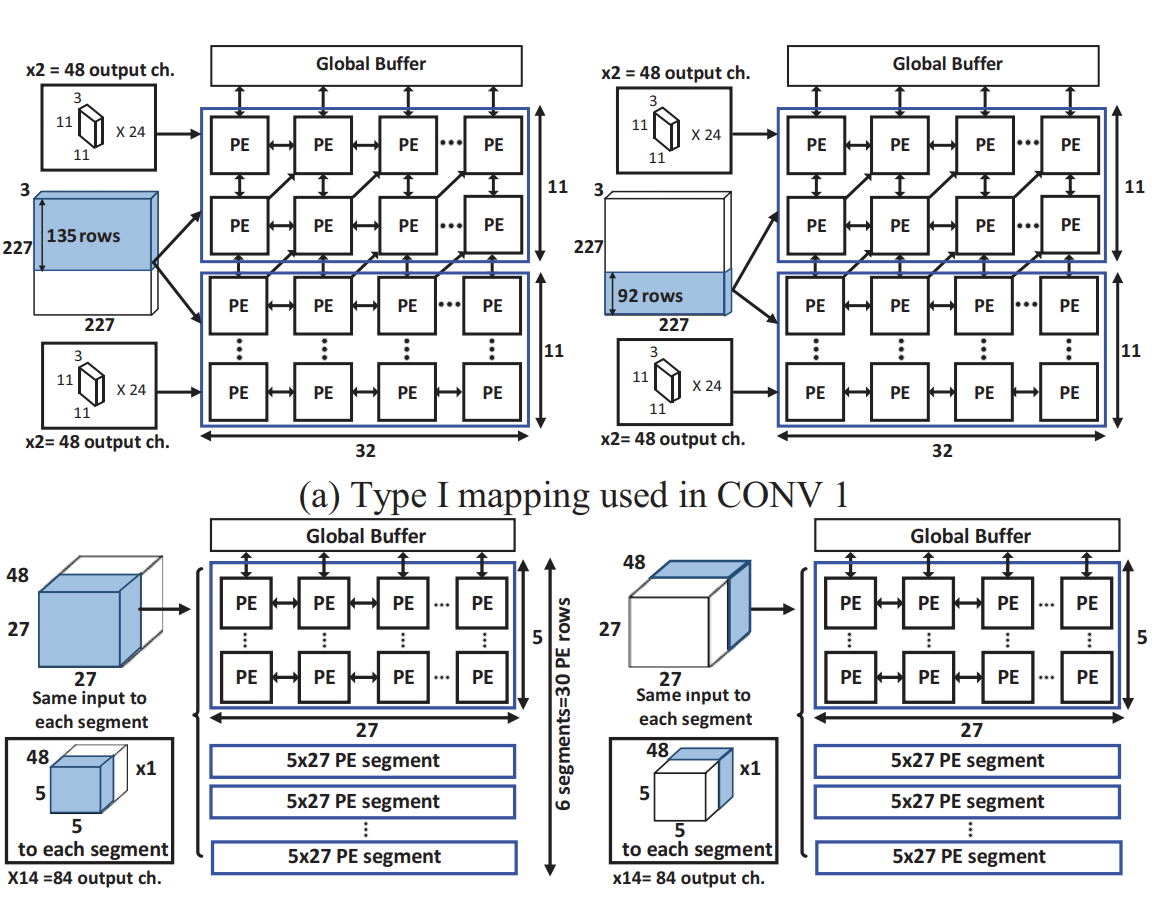 Global Buffer
x2 = 48 output ch.
3
11
X 24
11
PE PE PE PE
PE PE PE PE
11
3
135 rows
227
227
PE PE PE PE
PE PE PE PE
11
3
11
X 24
11
x2= 48 output ch.
32
Global Buffer
x2 = 48 output ch.
3
11
X 24
11
PE PE PE PE
PE PE PE PE
11
3
227
92 rows
227
PE PE PE PE
PE PE PE PE
11
3
11
X 24
11
x2= 48 output ch.
32
(a) Type I mapping used in CONV 1
Global Buffer
48
27
27
Same input to
each segment
PE PE PE PE
PE PE PE PE
5
27
48
5
5
x1
to each segment
X14 =84 output ch.
5x27 PE segment
5x27 PE segment
5x27 PE segment
6 segments=30 PE rows
Global Buffer
48
27
27
Same input to
each segment
PE PE PE PE
PE PE PE PE
5
27
48
5
5
x1
to each segment
x14= 84 output ch.
5x27 PE segment
5x27 PE segment
5x27 PE segment